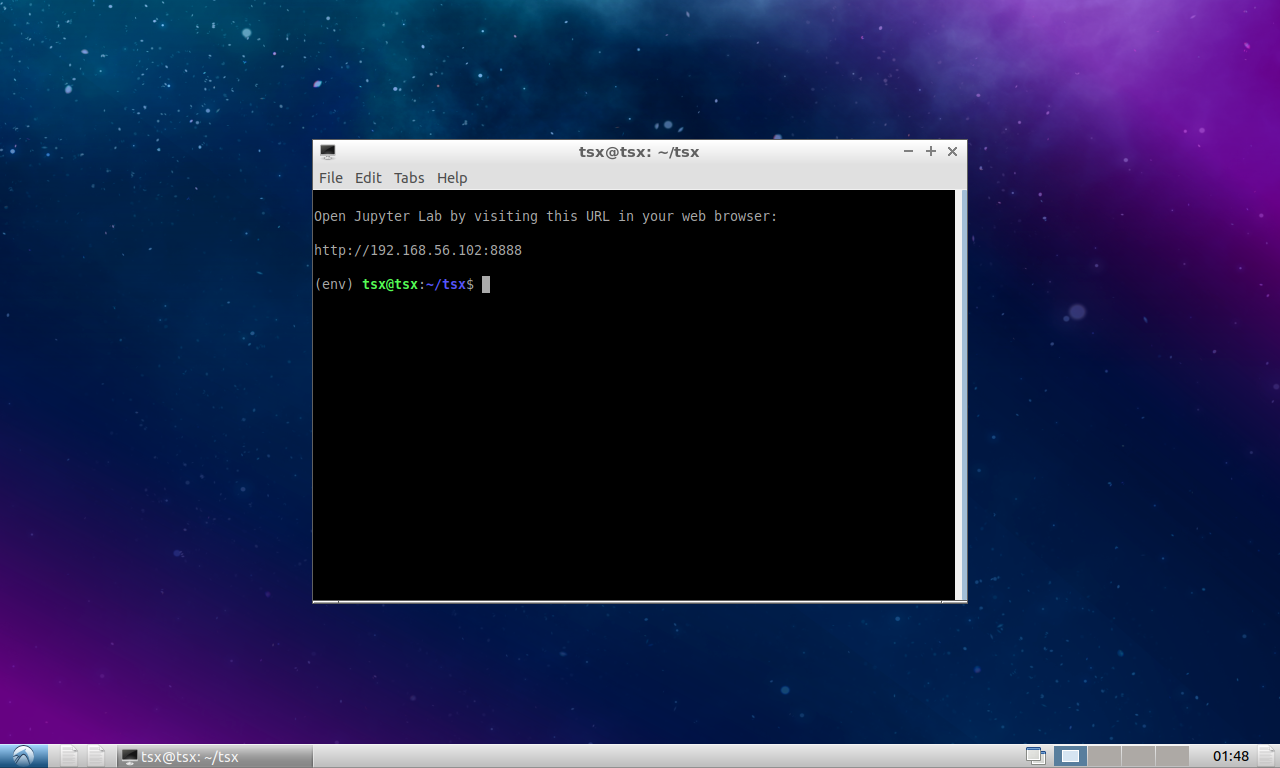 tsx@tsx: ~/tsx
File Edit Tabs Help
Open Jupyter Lab by visiting this URL in your web browser:
http://192.168.56.102:8888
(env) tsx@tsx:~/tsx$
tsx@tsx: ~/tsx
01:48